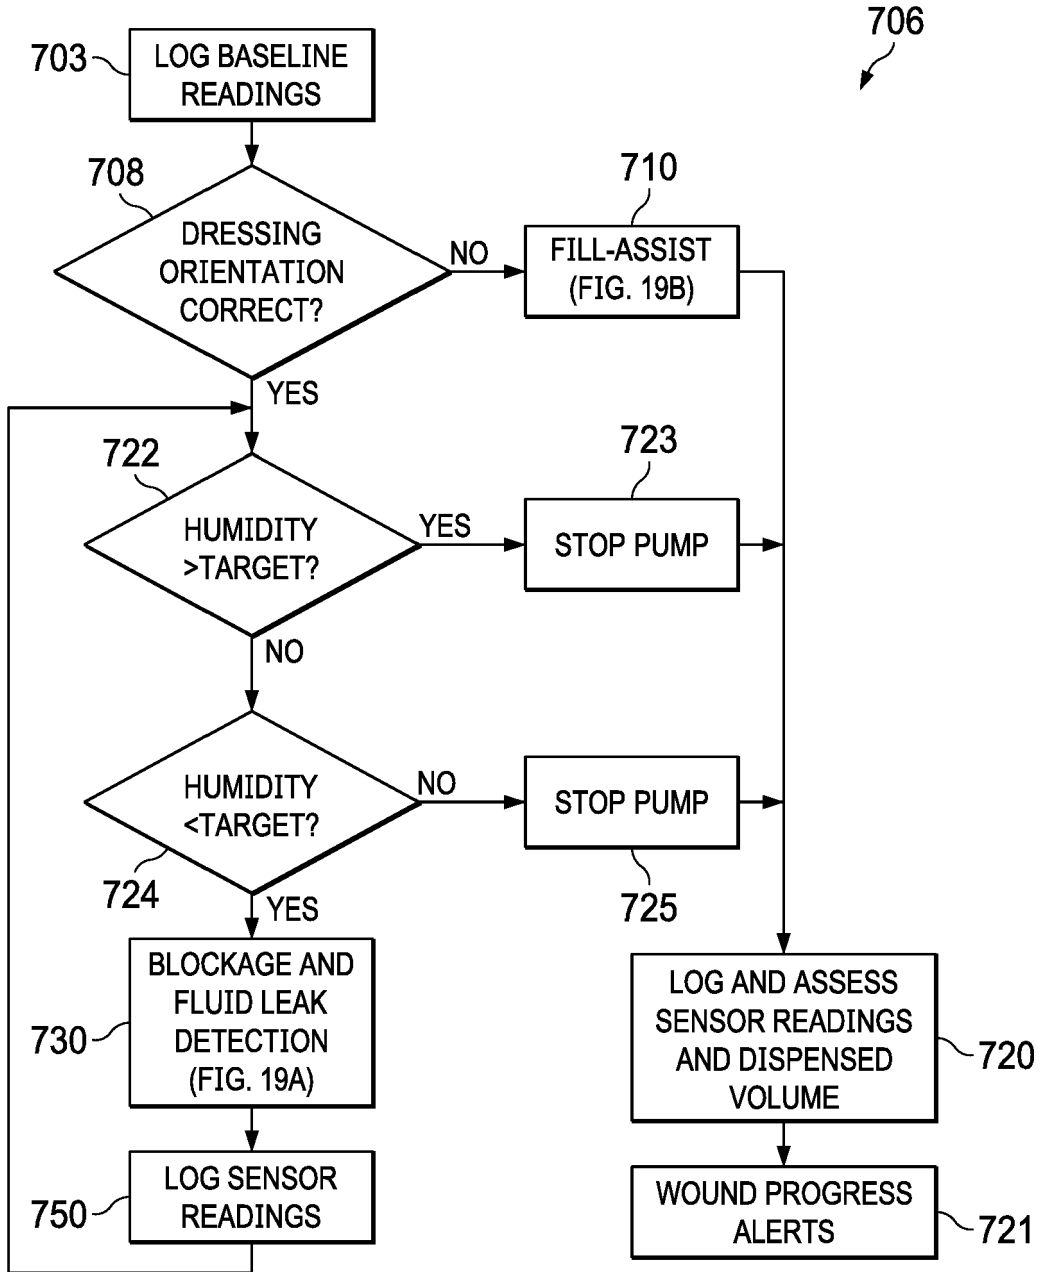 706
703
LOG BASELINE
READINGS
708
DRESSING
ORIENTATION
CORRECT?
NO
YES
710
FILL-ASSIST
(FIG. 19B)
722
HUMIDITY
>TARGET?
YES
NO
723
STOP PUMP
HUMIDITY
<TARGET?
724
NO
YES
STOP PUMP
725
BLOCKAGE AND
FLUID LEAK
DETECTION
(FIG. 19A)
730
LOG AND ASSESS
SENSOR READINGS
AND DISPENSED
VOLUME
720
LOG SENSOR
READINGS
750
WOUND PROGRESS
ALERTS
721